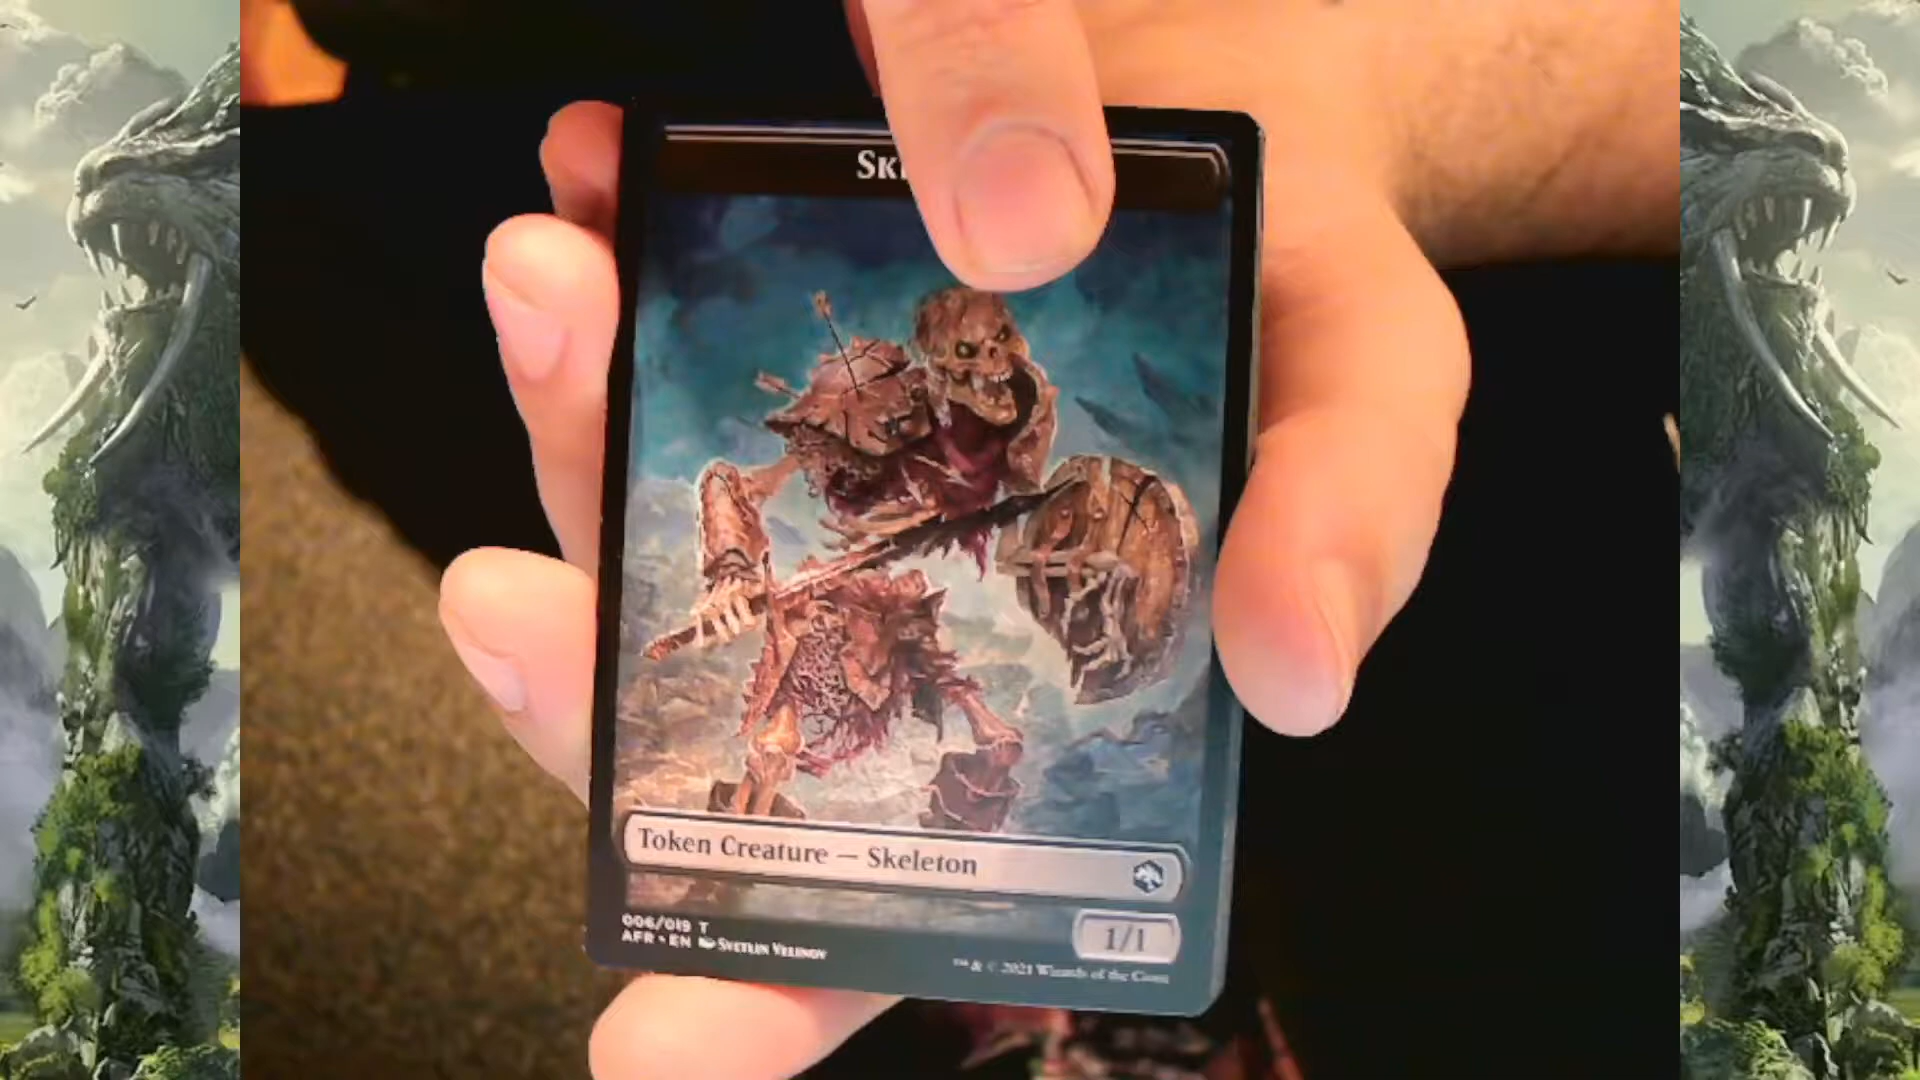 Sk
Token Creature — Skeleton
006/019 T
1/1
AFR • EN Svetlin Velinov
™ & © 2021 Wizards of the Coast